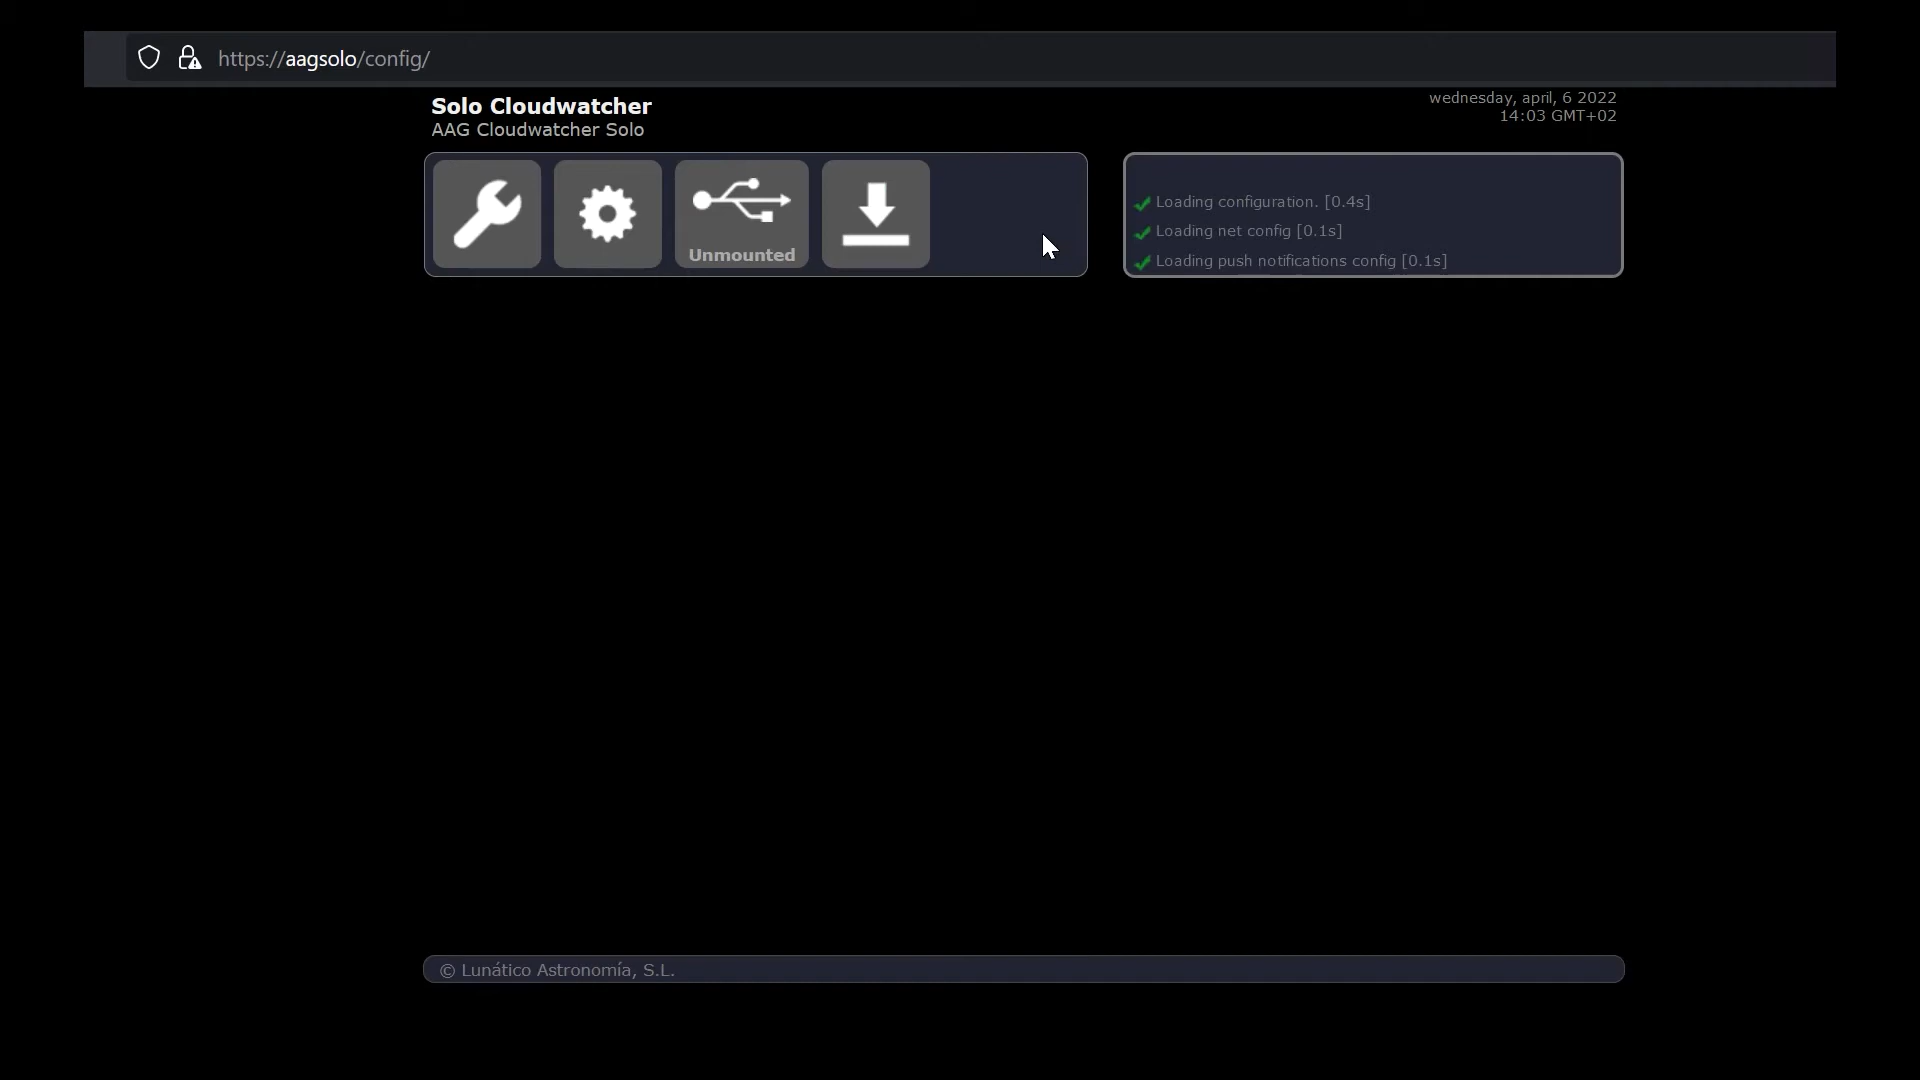 https://aagsolo/config/
Solo Cloudwatcher
AAG Cloudwatcher Solo
wednesday, april, 6 2022
14:03 GMT+02
Unmounted
Loading configuration. [0.4s]
Loading net config [0.1s]
Loading push notifications config [0.1s]
© Lunático Astronomía, S.L.